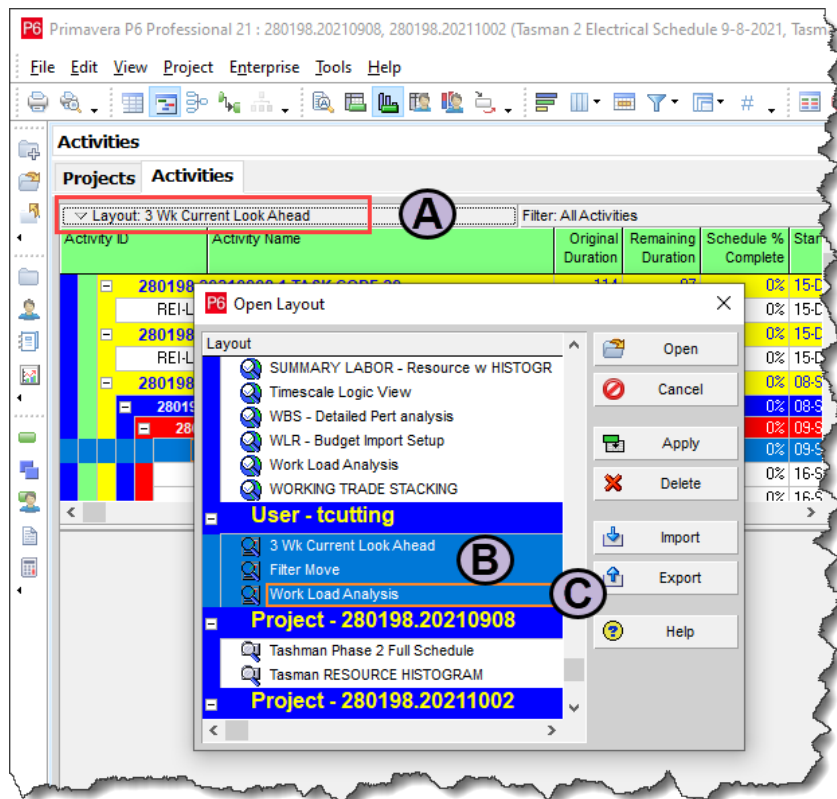 P6 Primavera P6 Professional 21 : 280198.20210908, 280198.20211002 (Tasman 2 Electrical Schedule 9-8-2021, Tasm
File Edit View Project Enterprise Tools Help
Activities
Projects Activities
Layout: 3 Wk Current Look Ahead
A
Filter: All Activities
Activity ID Activity Name Original Duration Remaining Duration Schedule % Complete Star
280198 0% 15-D
REI-L 0% 15-D
280198 0% 15-D
REI-L 0% 15-D
280198 0% 08-S
28019 0% 08-S
28 0% 09-S
0% 09-S
0% 16-S
0% 16-S
P6 Open Layout
Layout
SUMMARY LABOR - Resource w HISTOGR
Timescale Logic View
WBS - Detailed Pert analysis
WLR - Budget Import Setup
Work Load Analysis
WORKING TRADE STACKING
User - tcutting
3 Wk Current Look Ahead
Filter Move
Work Load Analysis
B
C
Project - 280198.20210908
Tashman Phase 2 Full Schedule
Tasman RESOURCE HISTOGRAM
Project - 280198.20211002
Open
Cancel
Apply
Delete
Import
Export
Help